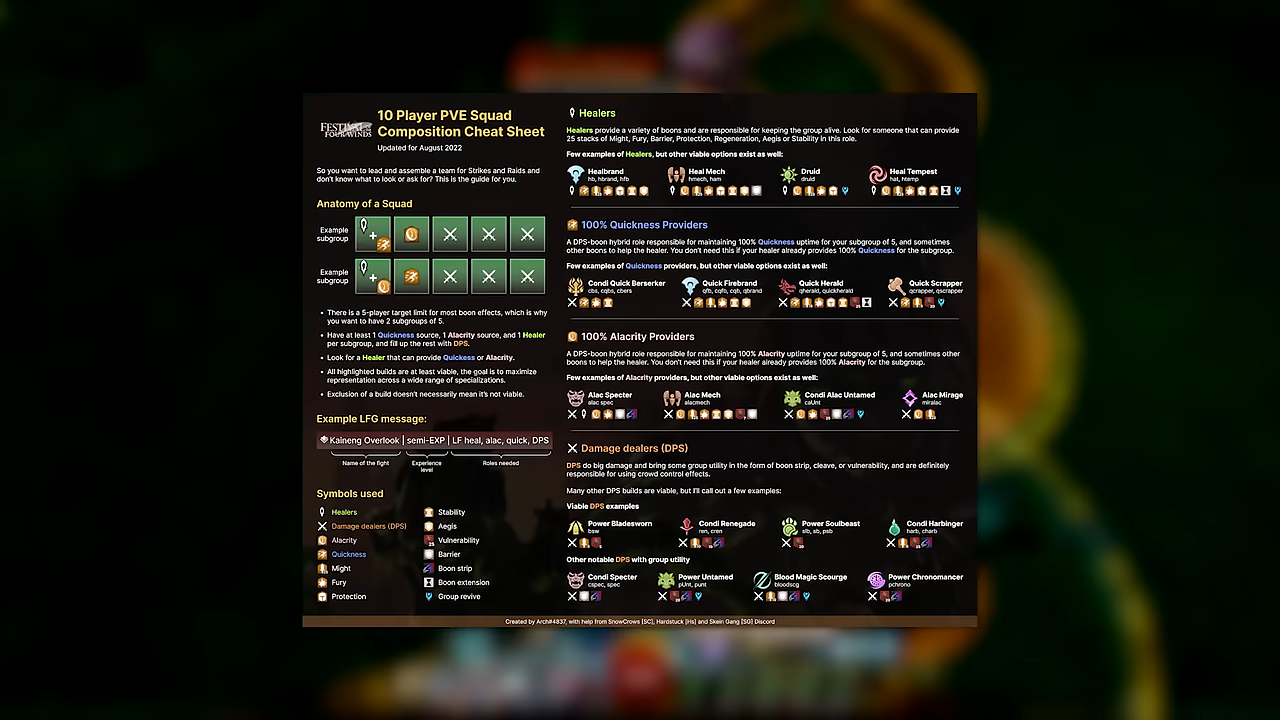 FESTIVAL OF THE
FOUR WINDS
10 Player PVE Squad
Composition Cheat Sheet
Updated for August 2022
So you want to lead and assemble a team for Strikes and Raids and
don't know what to look or ask for? This is the guide for you.
Anatomy of a Squad
Example
subgroup
Example
subgroup
• There is a 5-player target limit for most boon effects, which is why
you want to have 2 subgroups of 5.
• Have at least 1 Quickness source, 1 Alacrity source, and 1 Healer
per subgroup, and fill up the rest with DPS.
• Look for a Healer that can provide Quickess or Alacrity.
• All highlighted builds are at least viable, the goal is to maximize
representation across a wide range of specializations.
• Exclusion of a build doesn't necessarily mean it's not viable.
Example LFG message:
Kaineng Overlook | semi-EXP | LF heal, alac, quick, DPS
Name of the fight
Experience
level
Roles needed
Symbols used
Healers
Damage dealers (DPS)
Alacrity
Quickness
Might
Fury
Protection
Stability
Aegis
Vulnerability
Barrier
Boon strip
Boon extension
Group revive
Healers
Healers provide a variety of boons and are responsible for keeping the group alive. Look for someone that can provide
25 stacks of Might, Fury, Barrier, Protection, Regeneration, Aegis or Stability in this role.
Few examples of Healers, but other viable options exist as well:
Healbrand
hb, hbrand, hfb
Heal Mech
hmech, ham
Druid
druid
Heal Tempest
hat, htemp
100% Quickness Providers
A DPS-boon hybrid role responsible for maintaining 100% Quickness uptime for your subgroup of 5, and sometimes
other boons to help the healer. You don't need this if your healer already provides 100% Quickness for the subgroup.
Few examples of Quickness providers, but other viable options exist as well:
Condi Quick Berserker
cbs, cqbs, cbers
Quick Firebrand
qfb, cqfb, cqb, qbrand
Quick Herald
qherald, quickherald
Quick Scrapper
qcrapper, qscrapper
100% Alacrity Providers
A DPS-boon hybrid role responsible for maintaining 100% Alacrity uptime for your subgroup of 5, and sometimes other
boons to help the healer. You don't need this if your healer already provides 100% Alacrity for the subgroup.
Few examples of Alacrity providers, but other viable options exist as well:
Alac Specter
alac spec
Alac Mech
alacmech
Condi Alac Untamed
caUnt
Alac Mirage
miralac
Damage dealers (DPS)
DPS do big damage and bring some group utility in the form of boon strip, cleave, or vulnerability, and are definitely
responsible for using crowd control effects.
Many other DPS builds are viable, but I'll call out a few examples:
Viable DPS examples
Power Bladesworn
bsw
Condi Renegade
ren, cren
Power Soulbeast
slb, sb, psb
Condi Harbinger
harb, charb
Other notable DPS with group utility
Condi Specter
cspec, spec
Power Untamed
pUnt, punt
Blood Magic Scourge
bloodscg
Power Chronomancer
pchrono
Created by Arch#4837, with help from SnowCrows [SC], Hardstuck [Hs] and Skein Gang [SG] Discord